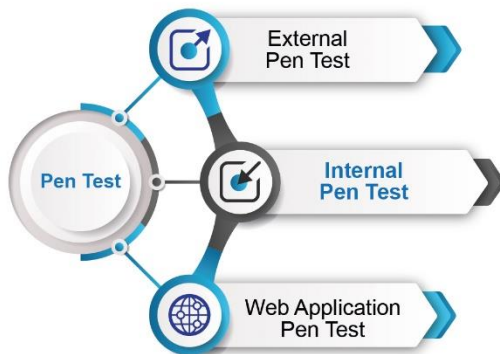 External
Pen Test
Pen Test
Internal
Pen Test
Web Application
Pen Test